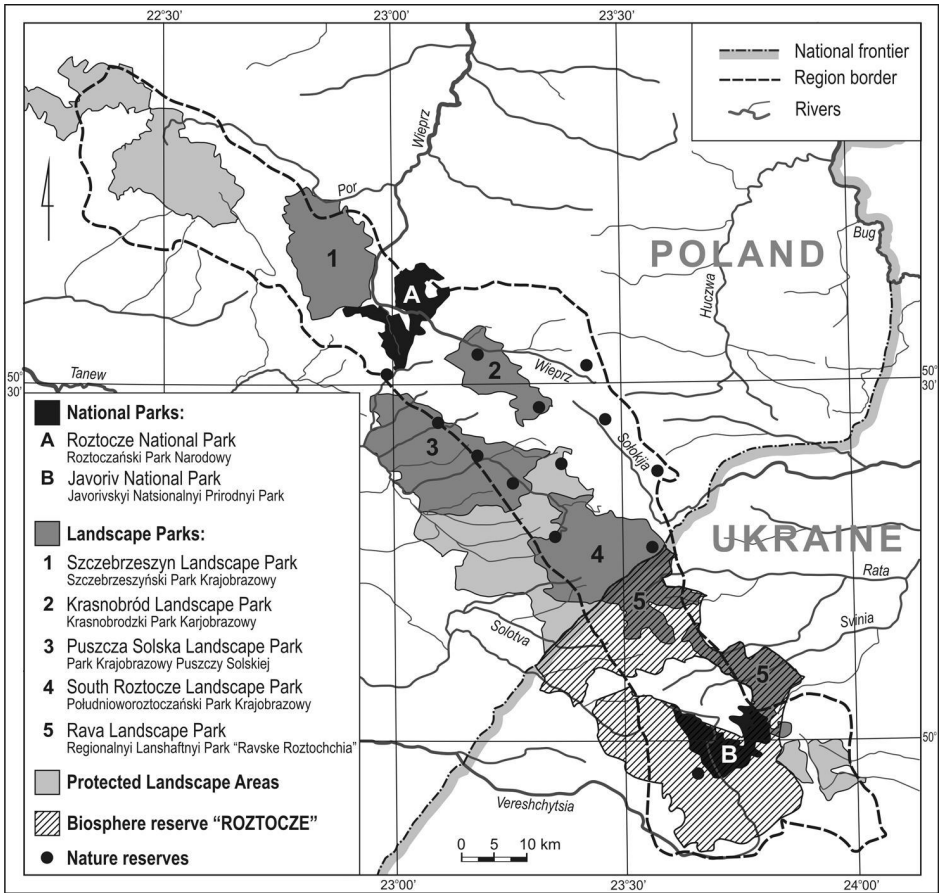 22°30’
23°00’
23°30’
National frontier
Region border
Rivers
Wieprz
Por
Bug
POLAND
Huczwa
1
A
2
Wieprz
50°
30’
50°
30’
Tanew
Sołokija
3
National Parks:
A Roztocze National Park
Roztoczański Park Narodowy
B Javoriv National Park
Javorivskyi Natsionalnyi Prirodnyi Park
Landscape Parks:
1 Szczebrzeszyn Landscape Park
Szczebrzeszyński Park Krajobrazowy
2 Krasnobród Landscape Park
Krasnobrodzki Park Karjobrazowy
3 Puszcza Solska Landscape Park
Park Krajobrazowy Puszczy Solskiej
4 South Roztocze Landscape Park
Południoworoztoczański Park Krajobrazowy
5 Rava Landscape Park
Regionalnyi Lanshaftnyi Park “Ravske Roztochchia”
Protected Landscape Areas
Biosphere reserve “ROZTOCZE”
Nature reserves
UKRAINE
4
Rata
5
Svinia
Solotva
5
50°
B
Vereshchytsia
0 5 10 km
23°00’
23°30’
24°00’